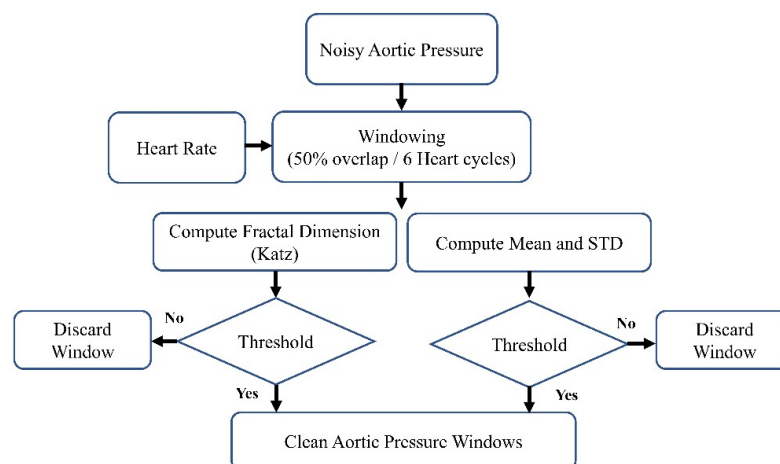 Noisy Aortic Pressure
Heart Rate
Windowing
(50% overlap / 6 Heart cycles)
Compute Fractal Dimension
(Katz)
Compute Mean and STD
Discard
Window
No
Threshold
Threshold
No
Discard
Window
Yes
Yes
Clean Aortic Pressure Windows